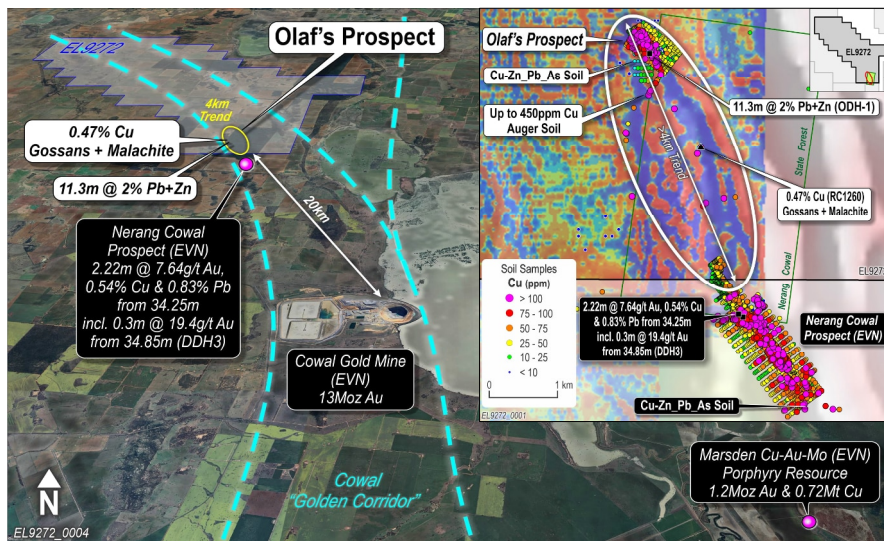 EL9272
Olaf's Prospect
4km
Trend
0.47% Cu
Gossans + Malachite
11.3m @ 2% Pb+Zn
20km
Nerang Cowal
Prospect (EVN)
2.22m @ 7.64g/t Au,
0.54% Cu & 0.83% Pb
from 34.25m
incl. 0.3m @ 19.4g/t Au
from 34.85m (DDH3)
Cowal Gold Mine
(EVN)
13Moz Au
Cowal
"Golden Corridor"
N
EL9272_0004
Olaf's Prospect
Cu-Zn_Pb_As Soil
Up to 450ppm Cu
Auger Soil
>4km Trend
EL9272
11.3m @ 2% Pb+Zn (ODH-1)
State Forest
0.47% Cu (RC1260)
Gossans + Malachite
Nerang Cowal
Soil Samples
Cu (ppm)
> 100
75 - 100
50 - 75
25 - 50
10 - 25
< 10
0
1 km
2.22m @ 7.64g/t Au, 0.54% Cu
& 0.83% Pb from 34.25m
incl. 0.3m @ 19.4g/t Au
from 34.85m (DDH3)
Nerang Cowal
Prospect (EVN)
Cu-Zn_Pb_As Soil
EL9272_0001
Marsden Cu-Au-Mo (EVN)
Porphyry Resource
1.2Moz Au & 0.72Mt Cu